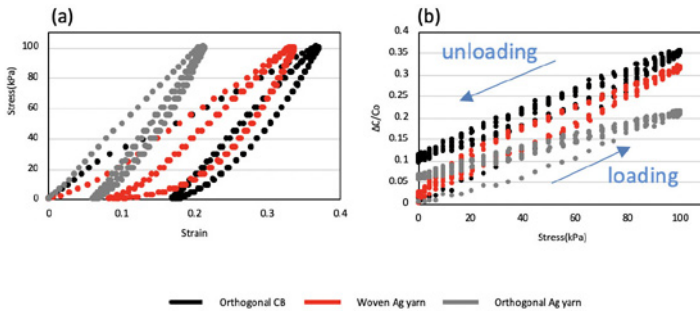 (a)
(b)
Stress(kPa)
100
80
60
40
20
0
0
0.1
0.2
0.3
0.4
Strain
ΔC/Co
0.4
0.35
0.3
0.25
0.2
0.15
0.1
0.05
0
unloading
loading
0
20
40
60
80
100
Stress(kPa)
Orthogonal CB
Woven Ag yarn
Orthogonal Ag yarn